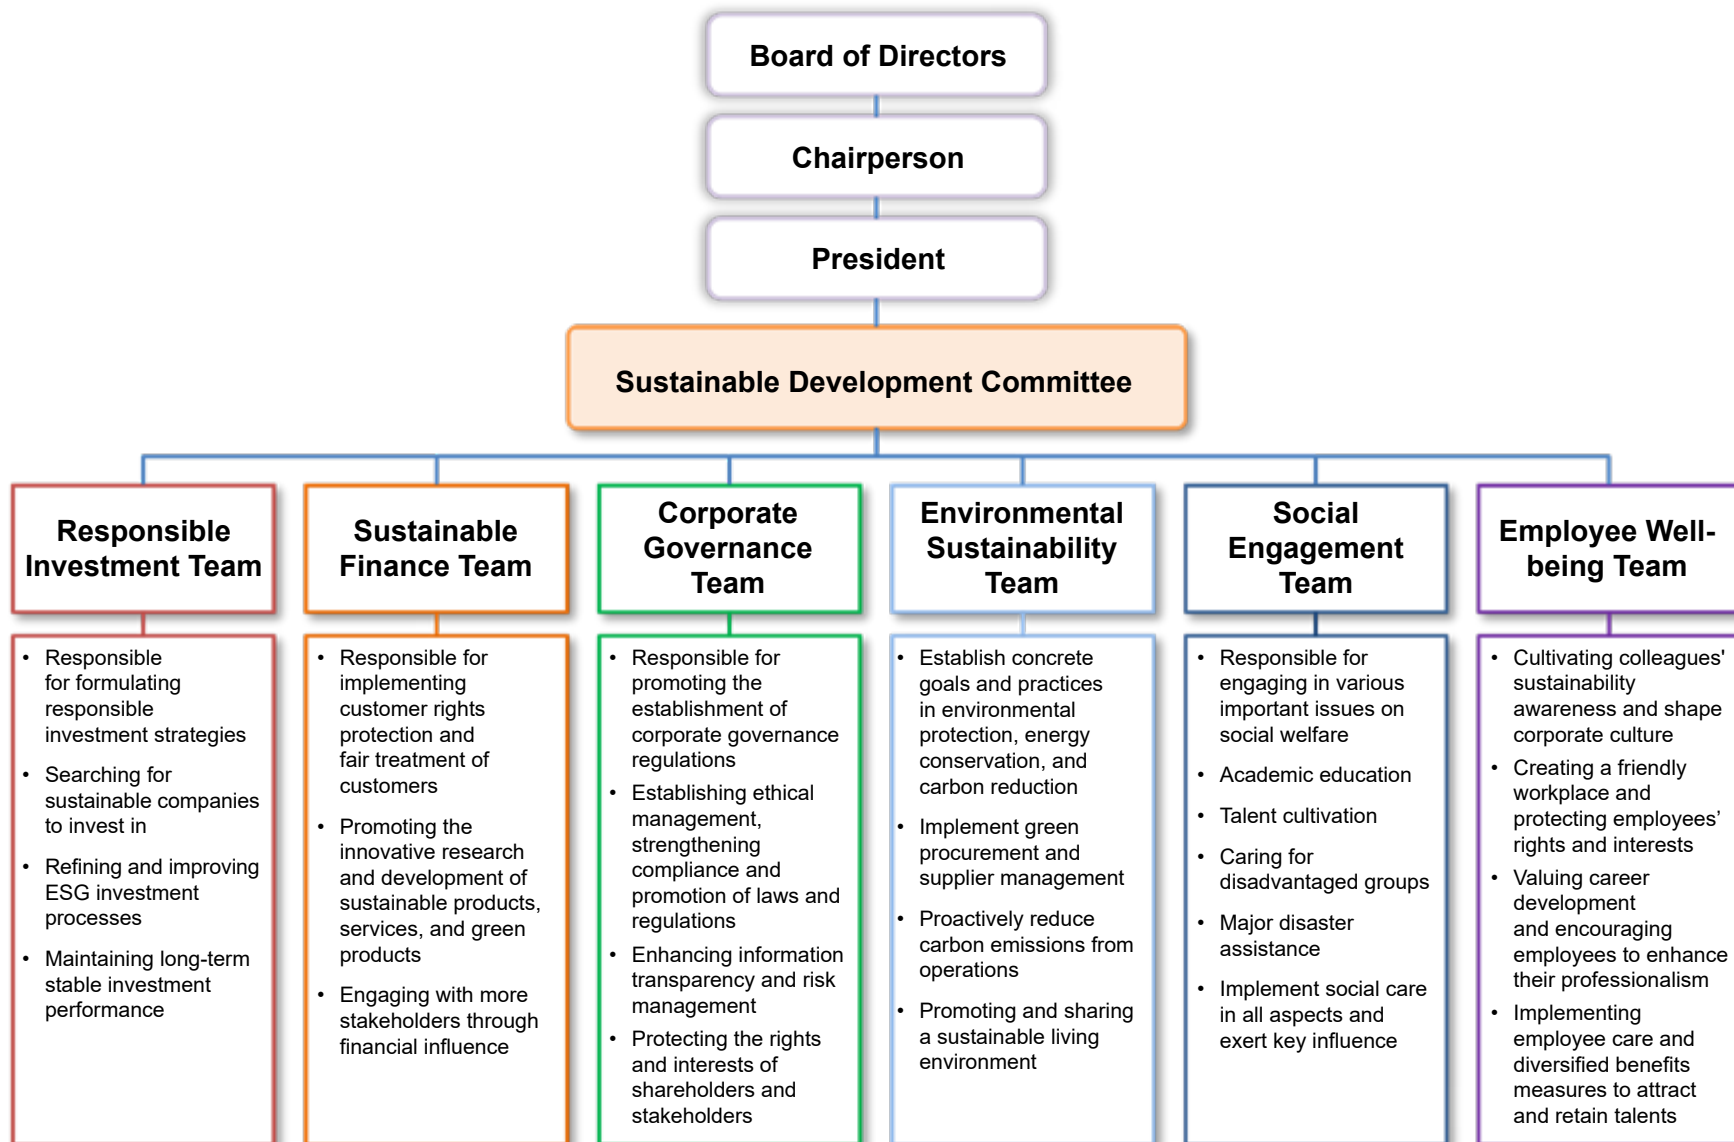 Board of Directors
Chairperson
President
Sustainable Development Committee
Responsible
Investment Team
• Responsible
for formulating
responsible
investment strategies
• Searching for
sustainable companies
to invest in
• Refining and improving
ESG investment
processes
• Maintaining long-term
stable investment
performance
Sustainable
Finance Team
• Responsible for
implementing
customer rights
protection and
fair treatment of
customers
• Promoting the
innovative research
and development of
sustainable products,
services, and green
products
• Engaging with more
stakeholders through
financial influence
Corporate
Governance
Team
• Responsible for
promoting the
establishment of
corporate governance
regulations
• Establishing ethical
management,
strengthening
compliance and
promotion of laws and
regulations
• Enhancing information
transparency and risk
management
• Protecting the rights
and interests of
shareholders and
stakeholders
Environmental
Sustainability
Team
• Establish concrete
goals and practices
in environmental
protection, energy
conservation, and
carbon reduction
• Implement green
procurement and
supplier management
• Proactively reduce
carbon emissions from
operations
• Promoting and sharing
a sustainable living
environment
Social
Engagement
Team
• Responsible for
engaging in various
important issues on
social welfare
• Academic education
• Talent cultivation
• Caring for
disadvantaged groups
• Major disaster
assistance
• Implement social care
in all aspects and
exert key influence
Employee Well-
being Team
• Cultivating colleagues'
sustainability
awareness and shape
corporate culture
• Creating a friendly
workplace and
protecting employees’
rights and interests
• Valuing career
development
and encouraging
employees to enhance
their professionalism
• Implementing
employee care and
diversified benefits
measures to attract
and retain talents